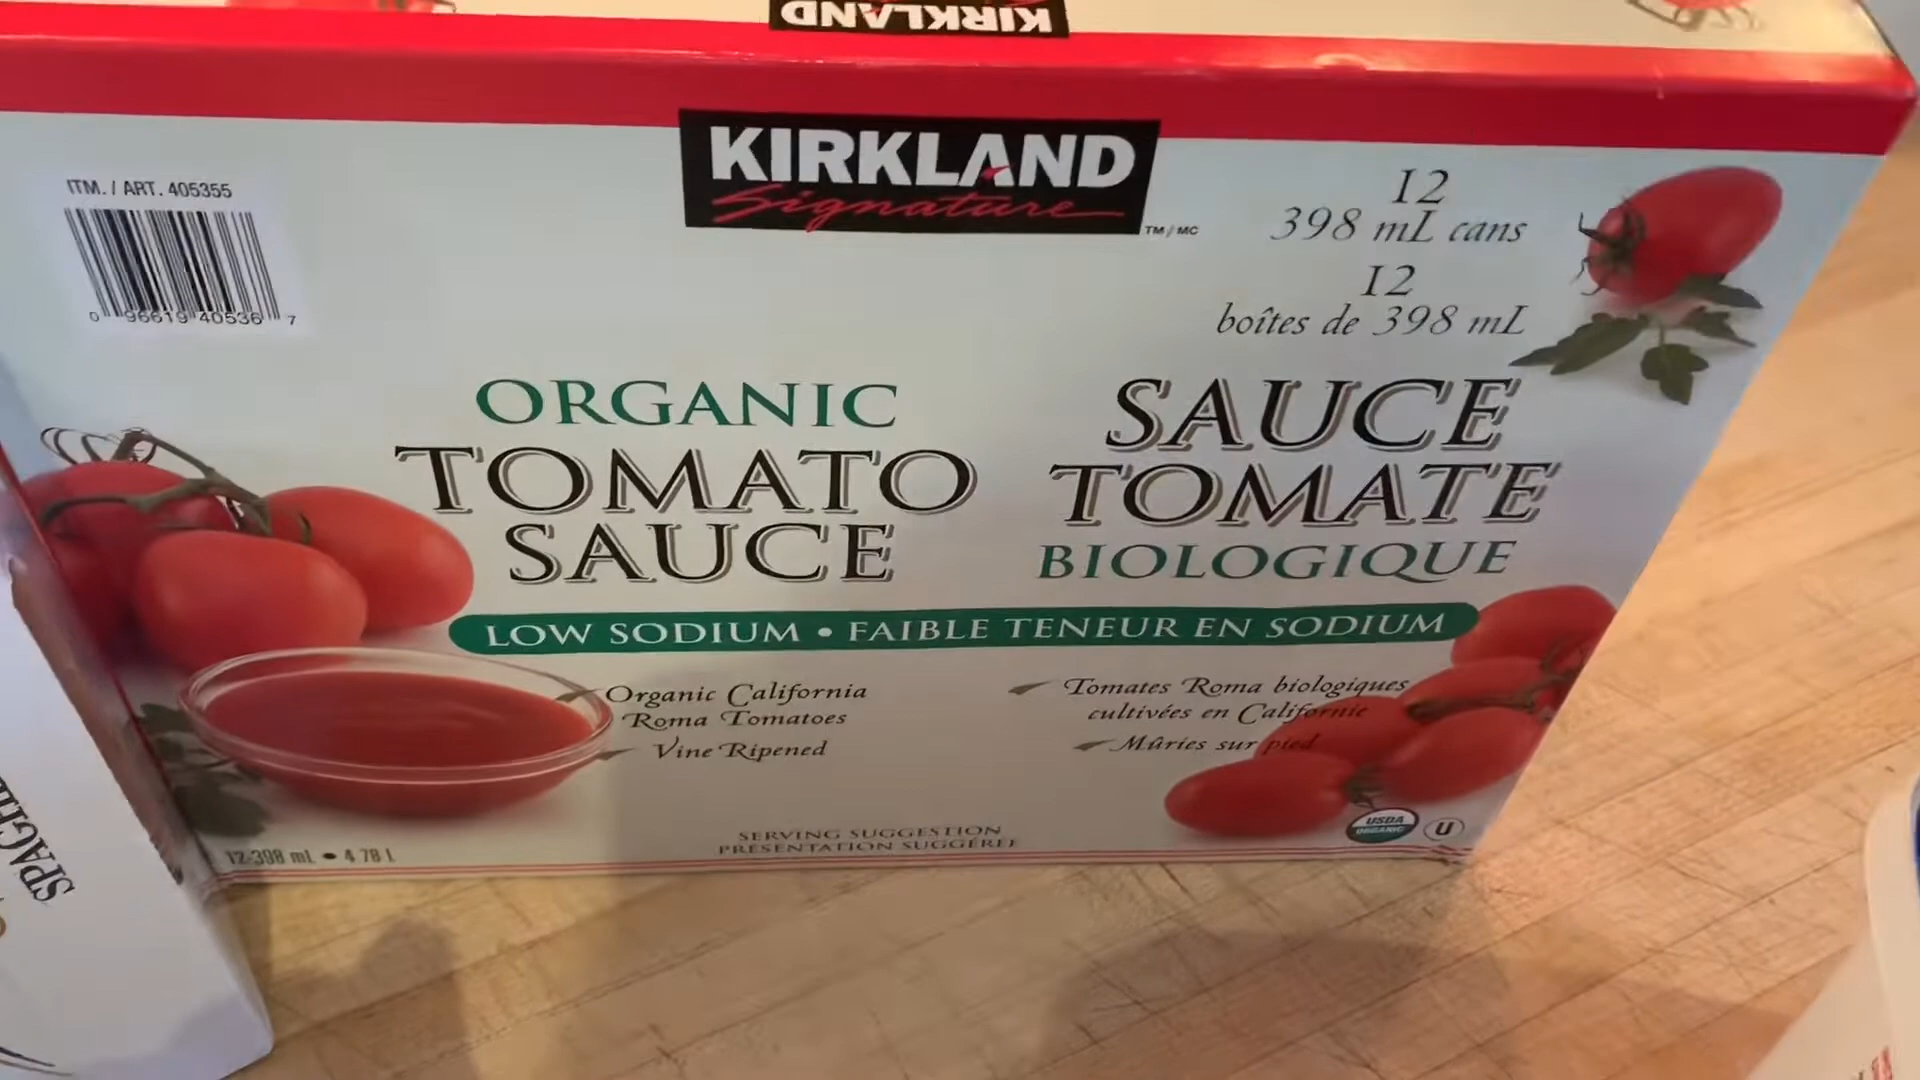 KIRKLAND
ITM. / ART. 405355
0 96619 40536 7
KIRKLAND
Signature
TM / MC
12
398 mL cans
12
boîtes de 398 mL
ORGANIC
TOMATO
SAUCE
SAUCE
TOMATE
BIOLOGIQUE
LOW SODIUM • FAIBLE TENEUR EN SODIUM
Organic California
Roma Tomatoes
Vine Ripened
Tomates Roma biologiques
cultivées en Californie
Mûries sur pied
SERVING SUGGESTION
PRÉSENTATION SUGGÉRÉE
USDA
ORGANIC
U
12-398 mL • 4.78 L